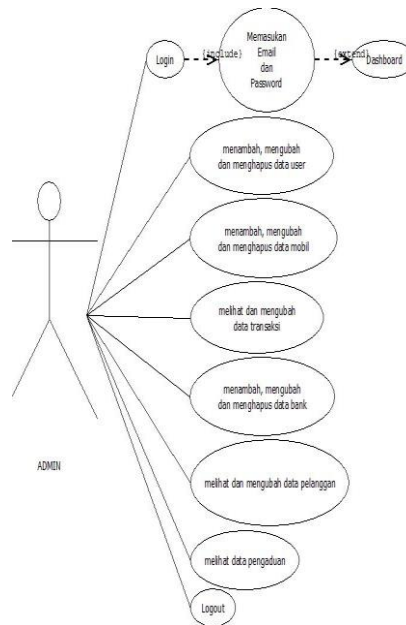 Login
{include}
Memasukan
Email
dan
Password
{extend}
Dashboard
menambah, mengubah
dan menghapus data user
menambah, mengubah
dan menghapus data mobil
melihat dan mengubah
data transaksi
menambah, mengubah
dan menghapus data bank
ADMIN
melihat dan mengubah data pelanggan
melihat data pengaduan
Logout